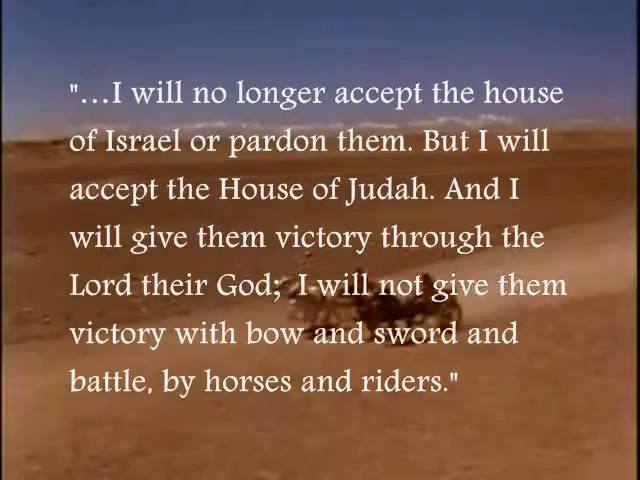 "...I will no longer accept the house
of Israel or pardon them. But I will
accept the House of Judah. And I
will give them victory through the
Lord their God;  I will not give them
victory with bow and sword and
battle, by horses and riders."